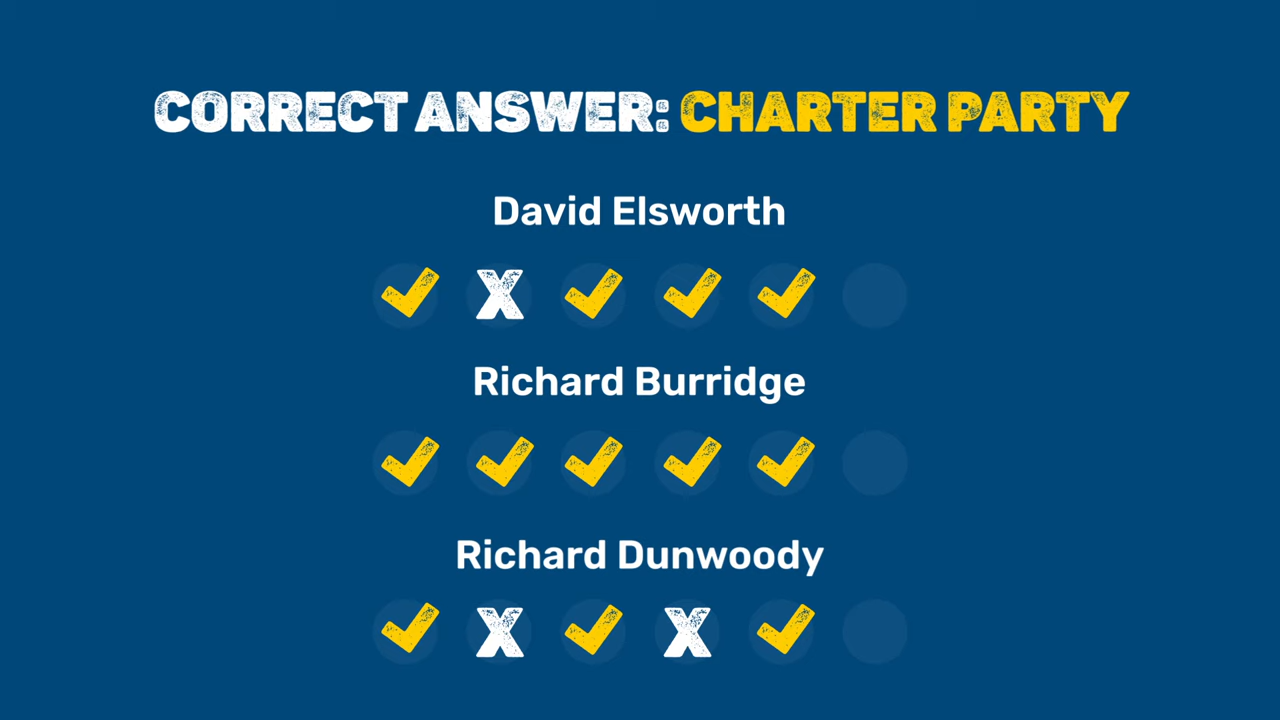 CORRECT ANSWER: CHARTER PARTY
David Elsworth
X
Richard Burridge
Richard Dunwoody
X X